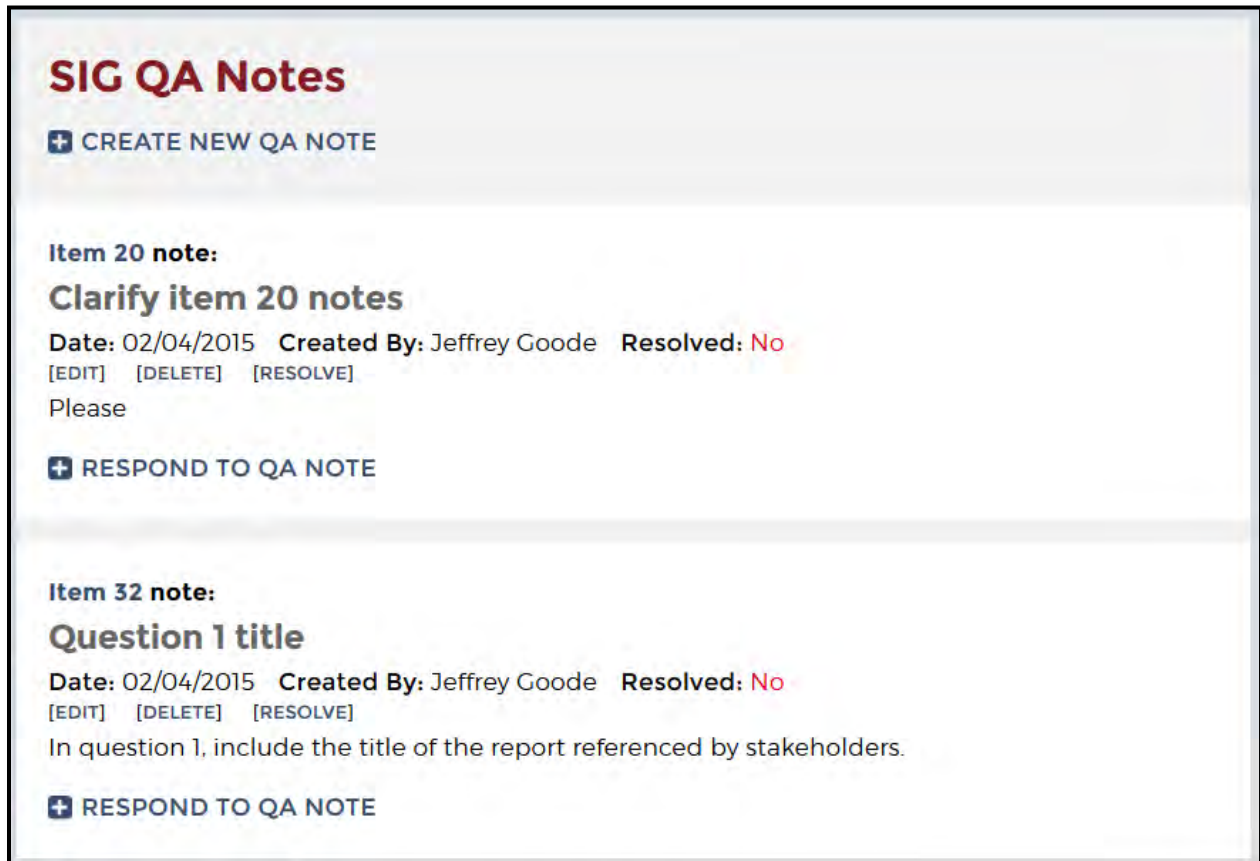 SIG QA Notes
CREATE NEW QA NOTE
Item 20 note:
Clarify item 20 notes
Date: 02/04/2015 Created By: Jeffrey Goode Resolved: No
[EDIT] [DELETE] [RESOLVE]
Please
RESPOND TO QA NOTE
Item 32 note:
Question 1 title
Date: 02/04/2015 Created By: Jeffrey Goode Resolved: No
[EDIT] [DELETE] [RESOLVE]
In question 1, include the title of the report referenced by stakeholders.
RESPOND TO QA NOTE